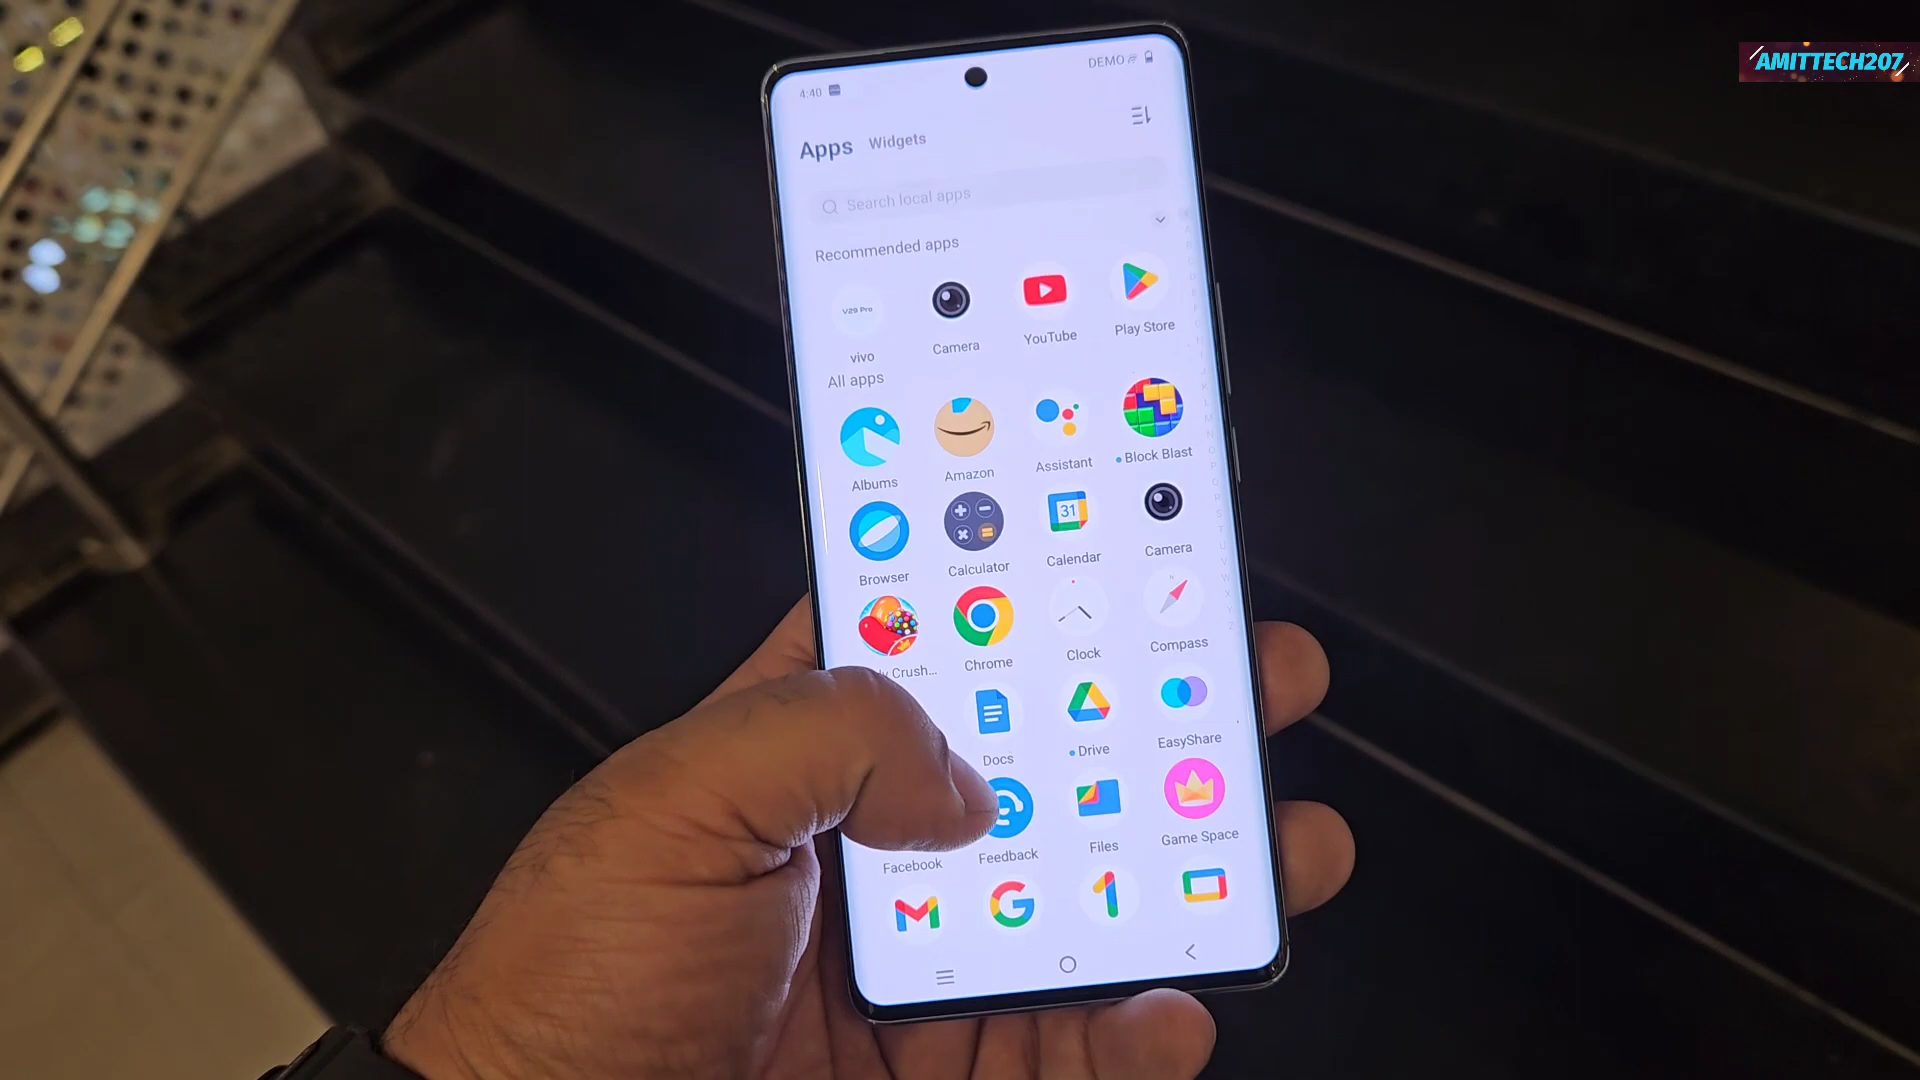 AMITTECH207
4:40
DEMO
Apps Widgets
Search local apps
Recommended apps
V29 Pro
vivo Camera YouTube Play Store
All apps
Albums Amazon Assistant Block Blast
31
Browser Calculator Calendar Camera
N
Crush... Chrome Clock Compass
Docs Drive EasyShare
Facebook Feedback Files Game Space